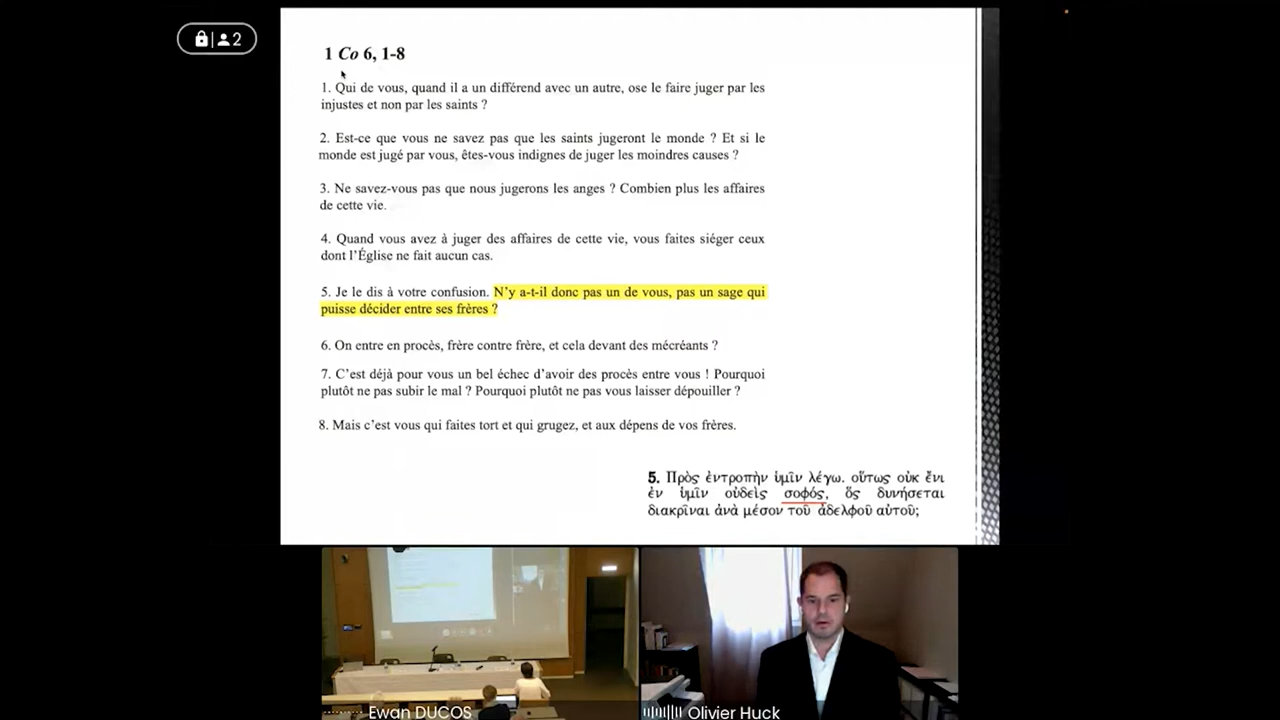 2
1 Co 6, 1-8
1. Qui de vous, quand il a un différend avec un autre, ose le faire juger par les
injustes et non par les saints ?
2. Est-ce que vous ne savez pas que les saints jugeront le monde ? Et si le
monde est jugé par vous, êtes-vous indignes de juger les moindres causes ?
3. Ne savez-vous pas que nous jugerons les anges ? Combien plus les affaires
de cette vie.
4. Quand vous avez à juger des affaires de cette vie, vous faites siéger ceux
dont l’Église ne fait aucun cas.
5. Je le dis à votre confusion. N’y a-t-il donc pas un de vous, pas un sage qui
puisse décider entre ses frères ?
6. On entre en procès, frère contre frère, et cela devant des mécréants ?
7. C’est déjà pour vous un bel échec d’avoir des procès entre vous ! Pourquoi
plutôt ne pas subir le mal ? Pourquoi plutôt ne pas vous laisser dépouiller ?
8. Mais c’est vous qui faites tort et qui grugez, et aux dépens de vos frères.
5. Πρὸς ἐντροπὴν ὑμῖν λέγω. οὕτως οὐκ ἔνι
ἐν ὑμῖν οὐδεὶς σοφός, ὃς δυνήσεται
διακρῖναι ἀνὰ μέσον τοῦ ἀδελφοῦ αὐτοῦ;
Ewan DUCOS
Olivier Huck